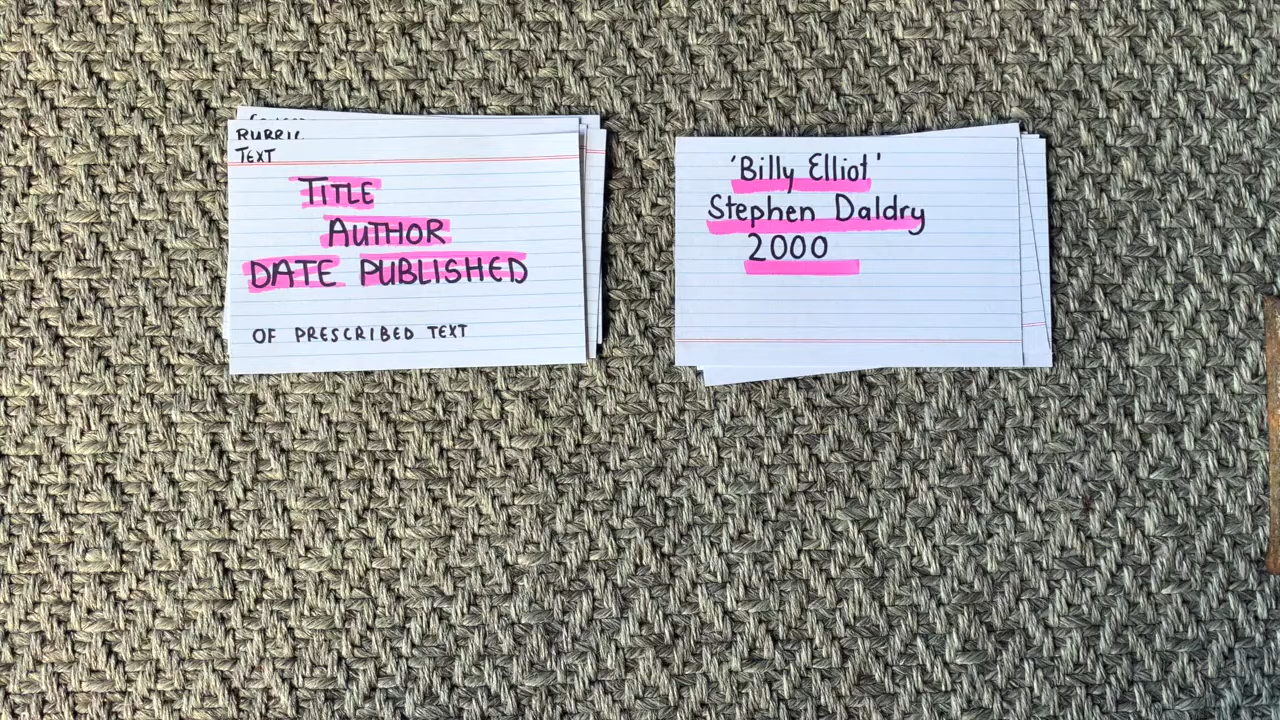 RUBRIC
TEXT
TITLE
AUTHOR
DATE PUBLISHED
OF PRESCRIBED TEXT
'Billy Elliot'
Stephen Daldry
2000